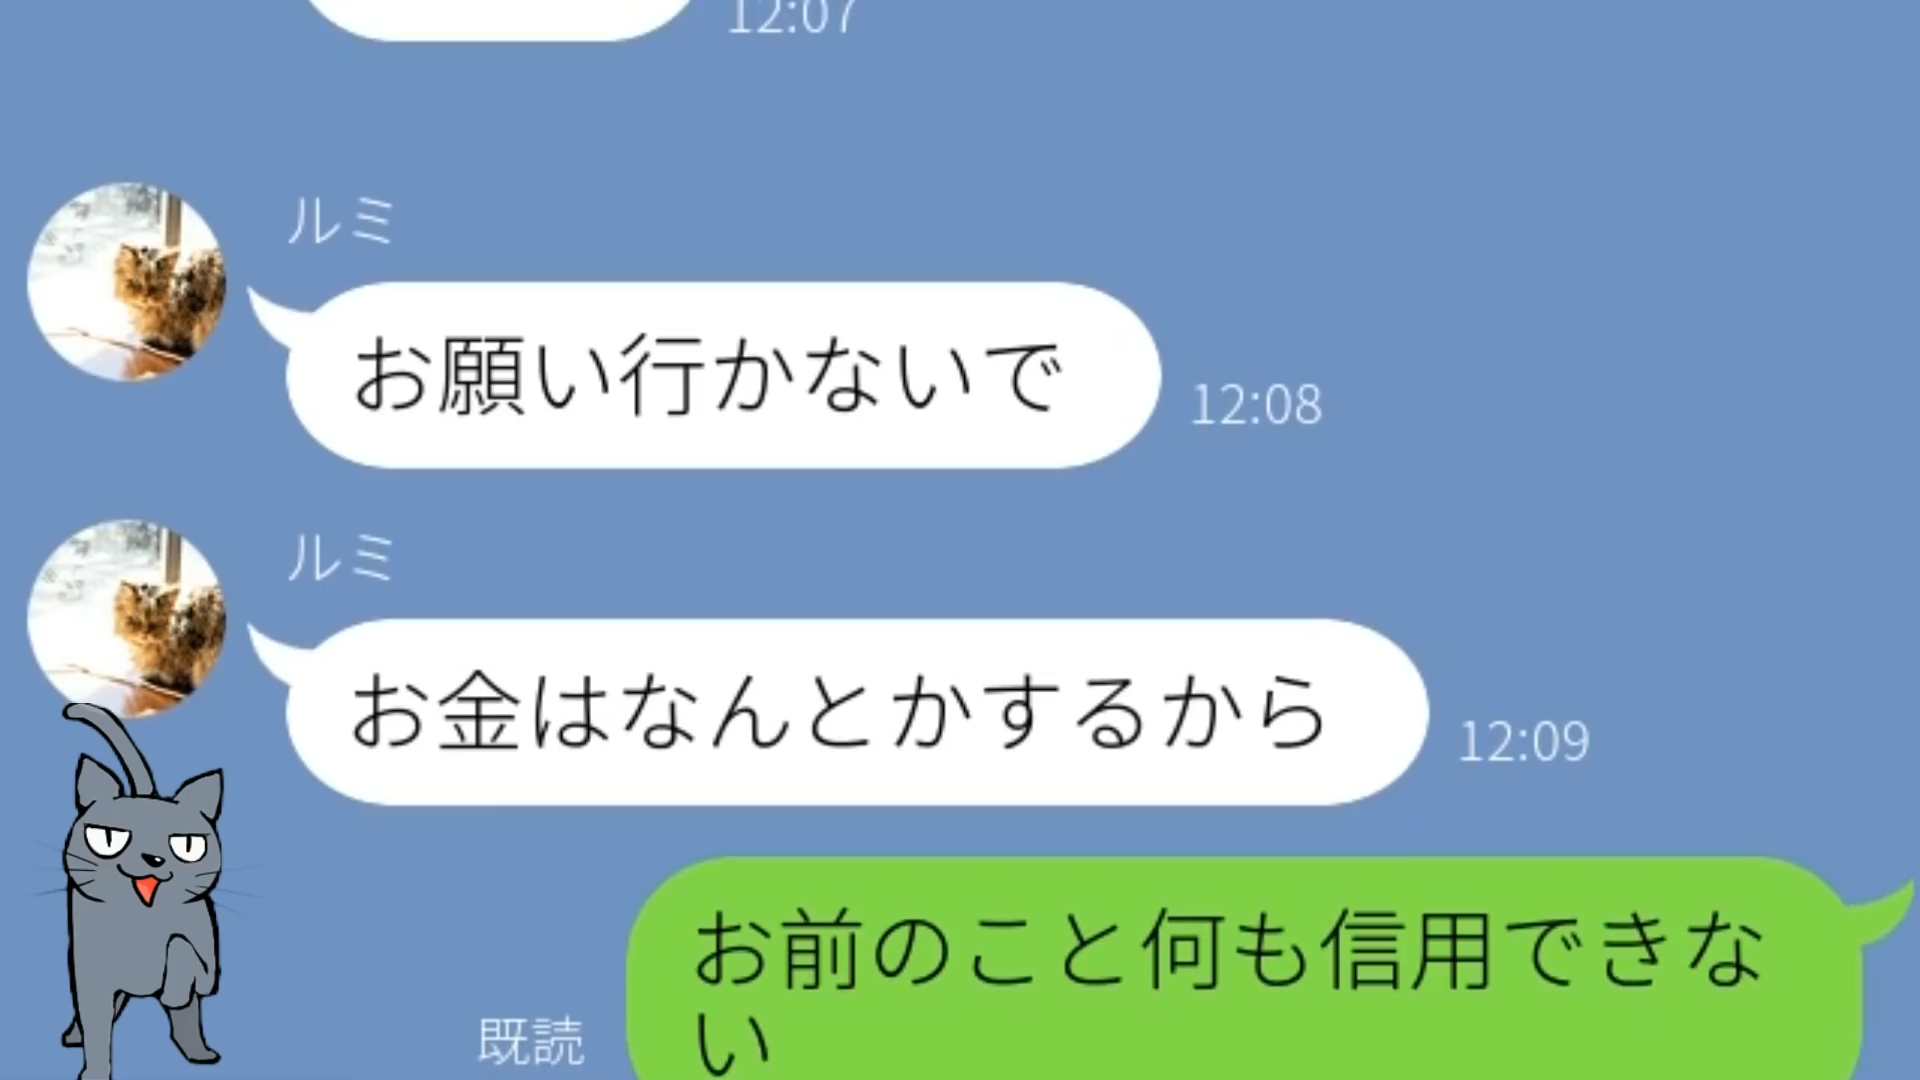 12:07
ルミ
お願い行かないで
12:08
ルミ
お金はなんとかするから
12:09
お前のこと何も信用できな
い
既読